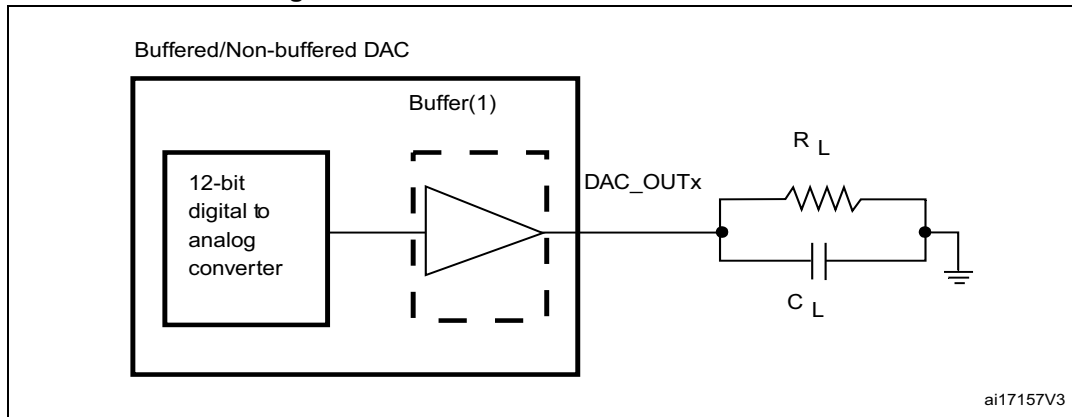 Buffered/Non-buffered DAC
Buffer(1)
12-bit
digital to
analog
converter
DAC_OUTx
R L
C L
ai17157V3